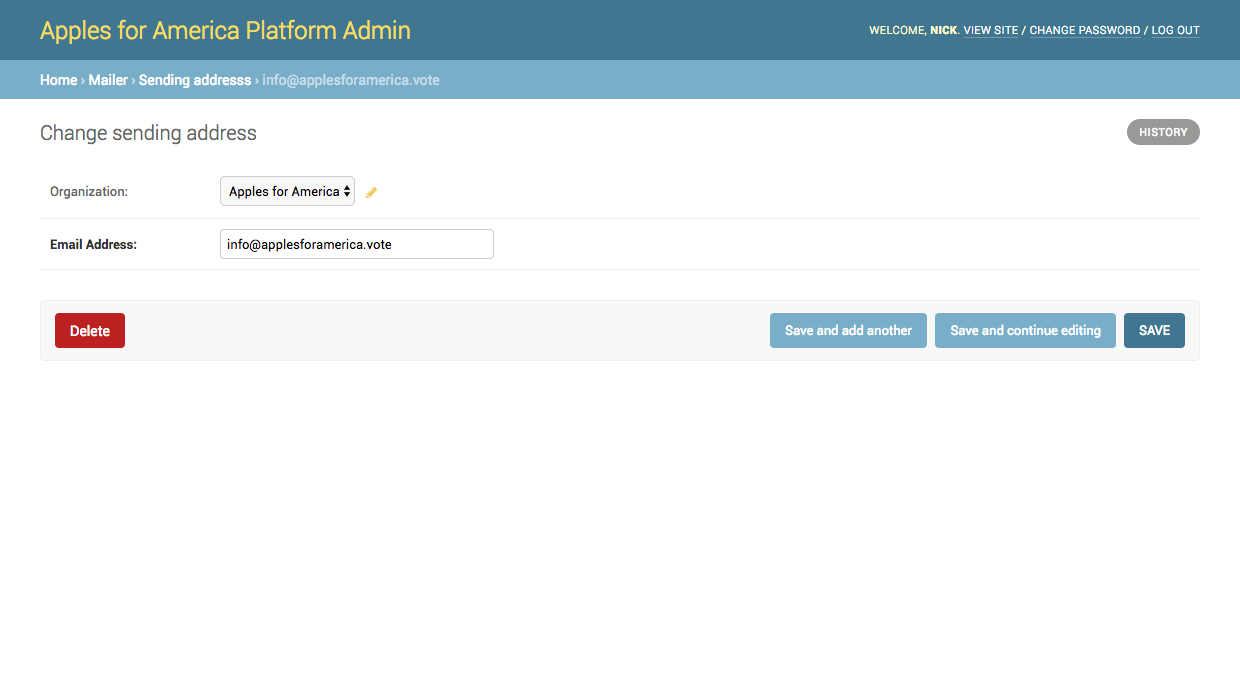 Apples for America Platform Admin
WELCOME, NICK. VIEW SITE / CHANGE PASSWORD / LOG OUT
Home › Mailer › Sending addresss › info@applesforamerica.vote
Change sending address
HISTORY
Organization:
Apples for America
Email Address:
info@applesforamerica.vote
Delete
Save and add another
Save and continue editing
SAVE